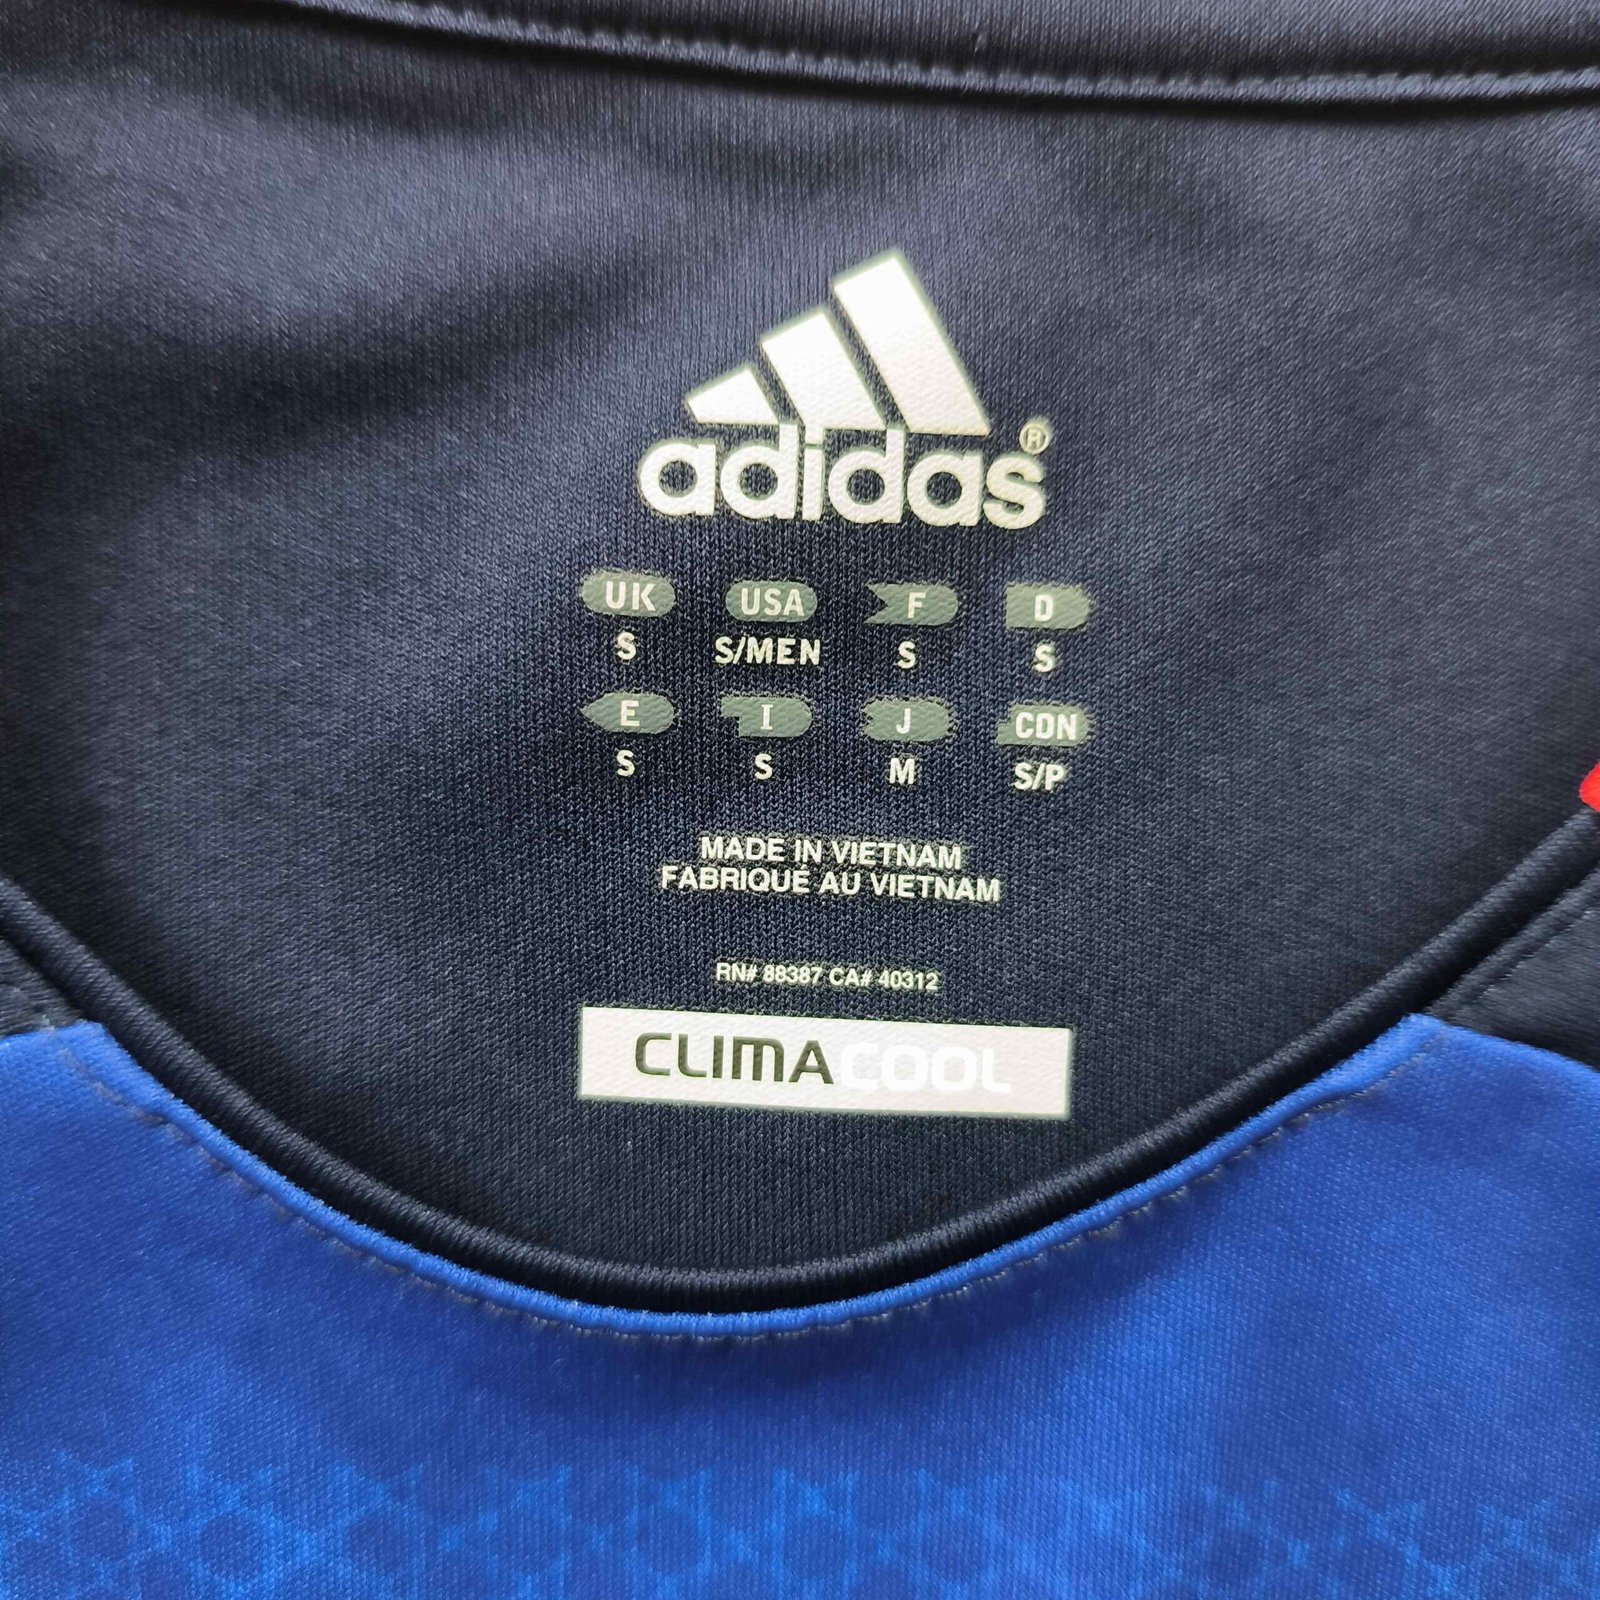 adidas®
UK USA F D
S S/MEN S S
E I J CDN
S S M S/P
MADE IN VIETNAM
FABRIQUÉ AU VIETNAM
RN# 88387 CA# 40312
CLIMACOOL